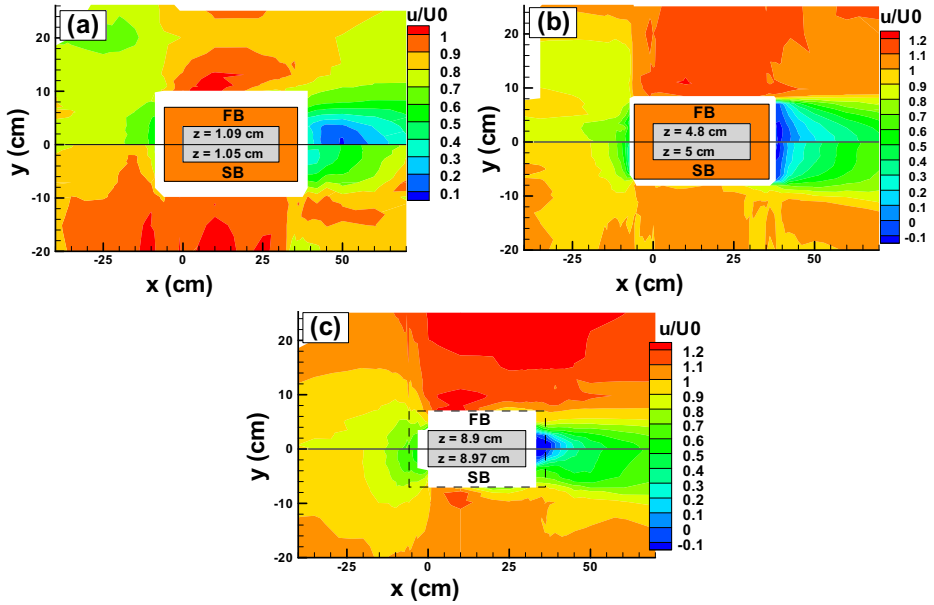 (a)
u/U0
y (cm)
20
10
0
-10
-20
FB
z = 1.09 cm
z = 1.05 cm
SB
1
0.9
0.8
0.7
0.6
0.5
0.4
0.3
0.2
0.1
-25
0
25
50
x (cm)
(b)
u/U0
y (cm)
20
10
0
-10
-20
FB
z = 4.8 cm
z = 5 cm
SB
1.2
1.1
1
0.9
0.8
0.7
0.6
0.5
0.4
0.3
0.2
0.1
0
-0.1
-25
0
25
50
x (cm)
(c)
u/U0
y (cm)
20
10
0
-10
-20
FB
z = 8.9 cm
z = 8.97 cm
SB
1.2
1.1
1
0.9
0.8
0.7
0.6
0.5
0.4
0.3
0.2
0.1
0
-0.1
-25
0
25
50
x (cm)